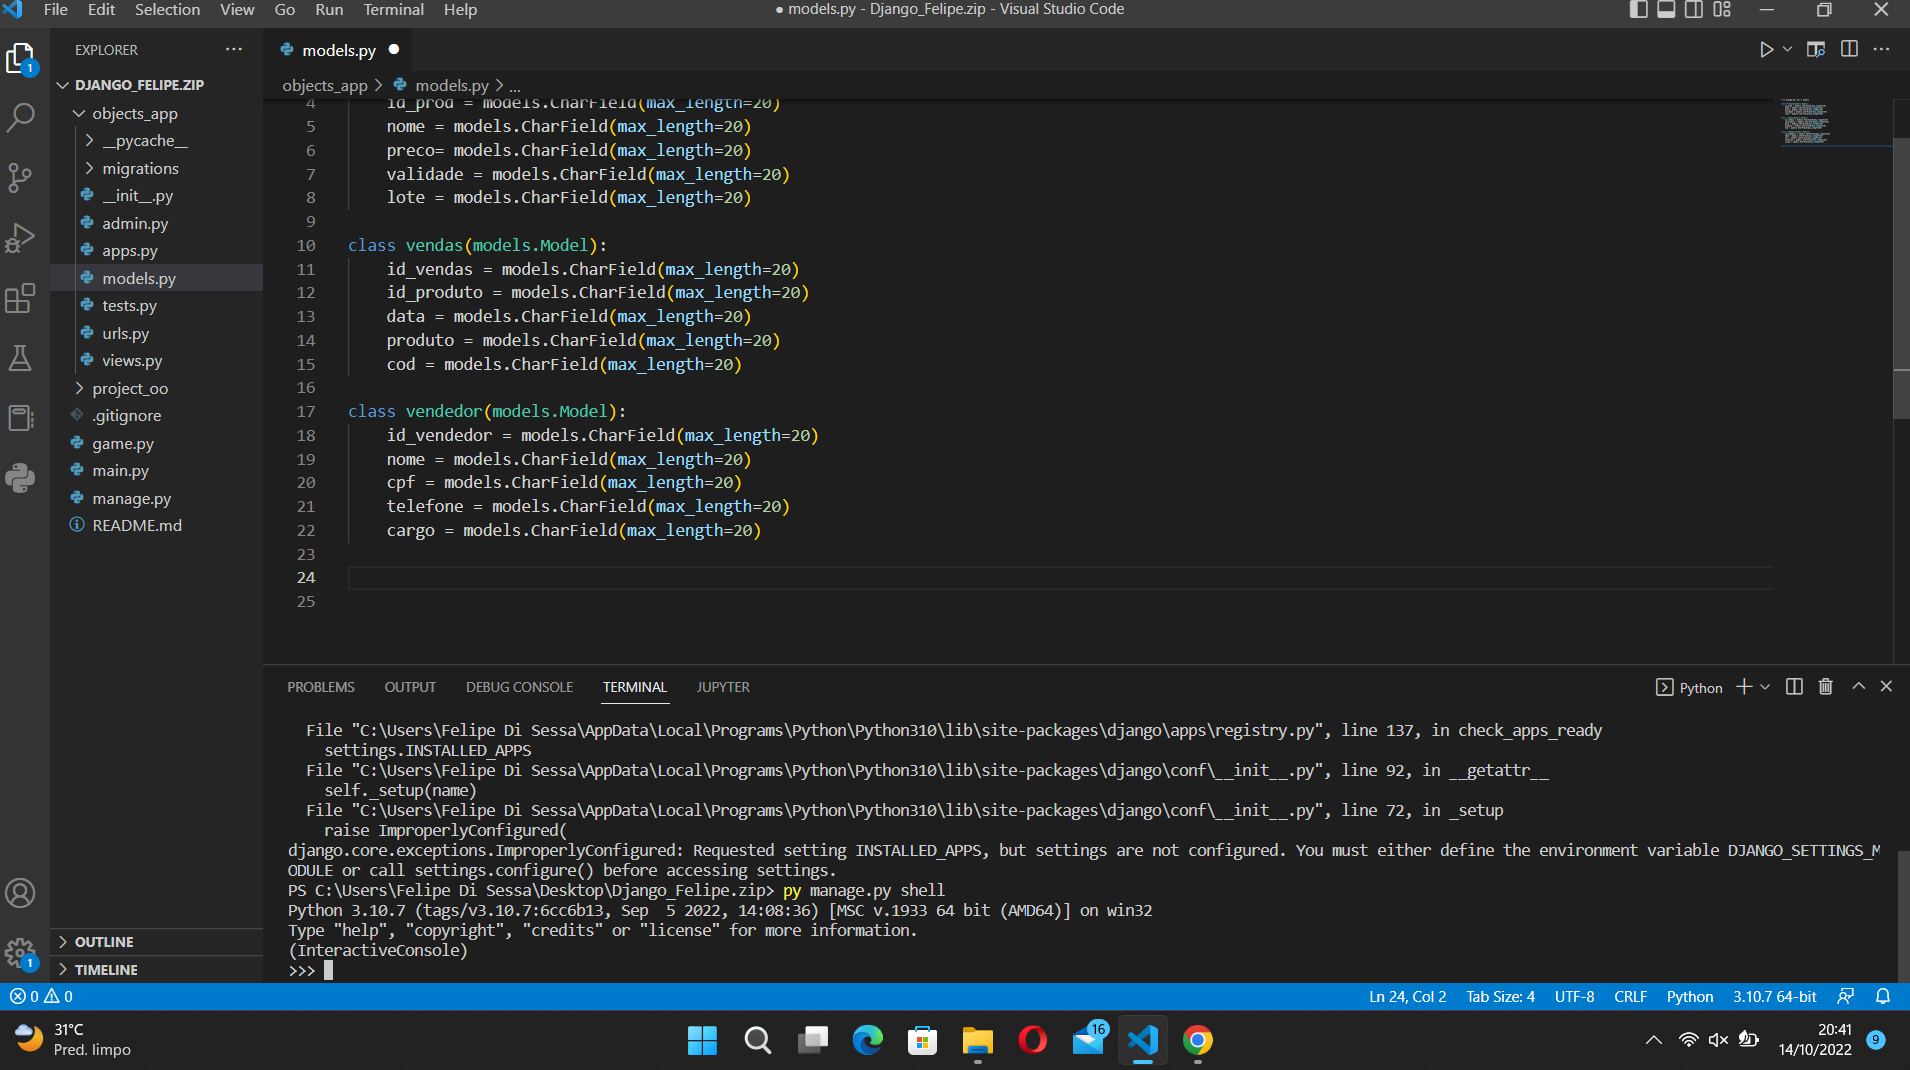 File Edit Selection View Go Run Terminal Help
● models.py - Django_Felipe.zip - Visual Studio Code
EXPLORER
models.py
1
DJANGO_FELIPE.ZIP
objects_app > models.py > ...
objects_app
__pycache__
migrations
__init__.py
admin.py
apps.py
models.py
tests.py
urls.py
views.py
project_oo
.gitignore
game.py
main.py
manage.py
README.md
4 id_prod = models.CharField(max_length=20)
5 nome = models.CharField(max_length=20)
6 preco= models.CharField(max_length=20)
7 validade = models.CharField(max_length=20)
8 lote = models.CharField(max_length=20)
9
10 class vendas(models.Model):
11 id_vendas = models.CharField(max_length=20)
12 id_produto = models.CharField(max_length=20)
13 data = models.CharField(max_length=20)
14 produto = models.CharField(max_length=20)
15 cod = models.CharField(max_length=20)
16
17 class vendedor(models.Model):
18 id_vendedor = models.CharField(max_length=20)
19 nome = models.CharField(max_length=20)
20 cpf = models.CharField(max_length=20)
21 telefone = models.CharField(max_length=20)
22 cargo = models.CharField(max_length=20)
23
24
25
PROBLEMS OUTPUT DEBUG CONSOLE TERMINAL JUPYTER
Python
File "C:\Users\Felipe Di Sessa\AppData\Local\Programs\Python\Python310\lib\site-packages\django\apps\registry.py", line 137, in check_apps_ready
settings.INSTALLED_APPS
File "C:\Users\Felipe Di Sessa\AppData\Local\Programs\Python\Python310\lib\site-packages\django\conf\__init__.py", line 92, in __getattr__
self._setup(name)
File "C:\Users\Felipe Di Sessa\AppData\Local\Programs\Python\Python310\lib\site-packages\django\conf\__init__.py", line 72, in _setup
raise ImproperlyConfigured(
django.core.exceptions.ImproperlyConfigured: Requested setting INSTALLED_APPS, but settings are not configured. You must either define the environment variable DJANGO_SETTINGS_M
ODULE or call settings.configure() before accessing settings.
PS C:\Users\Felipe Di Sessa\Desktop\Django_Felipe.zip> py manage.py shell
Python 3.10.7 (tags/v3.10.7:6cc6b13, Sep  5 2022, 14:08:36) [MSC v.1933 64 bit (AMD64)] on win32
Type "help", "copyright", "credits" or "license" for more information.
(InteractiveConsole)
>>>
OUTLINE
1
TIMELINE
0 0
Ln 24, Col 2 Tab Size: 4 UTF-8 CRLF Python 3.10.7 64-bit
31°C
Pred. limpo
16
20:41
14/10/2022
9